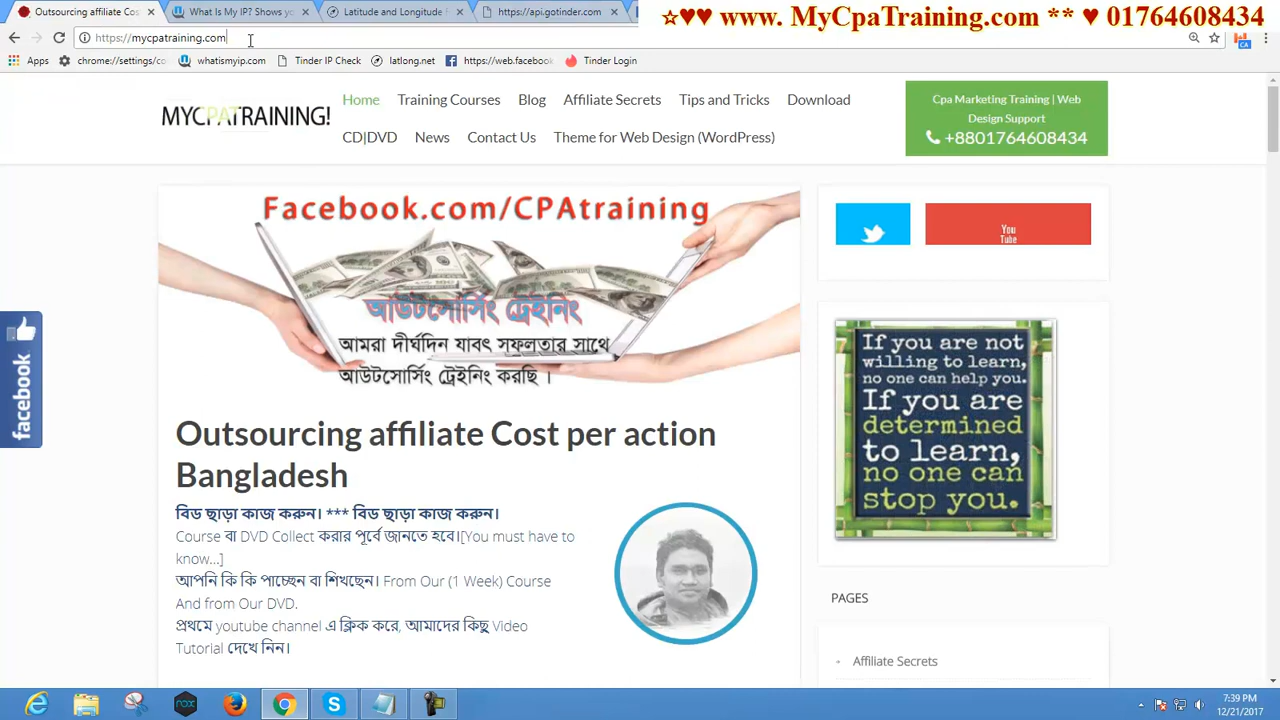 Outsourcing affiliate Cos
What Is My IP? Shows yo
Latitude and Longitude F
https://api.gotinder.com
☆♥♥ www. MyCpaTraining.com ** ♥ 01764608434
https://mycpatraining.com
Apps
chrome://settings/co
whatismyip.com
Tinder IP Check
latlong.net
https://web.facebook
Tinder Login
MYCPATRAINING!
Home
Training Courses
Blog
Affiliate Secrets
Tips and Tricks
Download
CD|DVD
News
Contact Us
Theme for Web Design (WordPress)
Cpa Marketing Training | Web
Design Support
+8801764608434
Facebook.com/CPAtraining
আউটসোর্সিং ট্রেইনিং
আমরা দীর্ঘদিন যাবৎ সফলতার সাথে
আউটসোর্সিং ট্রেইনিং করছি ।
You
Tube
facebook
If you are not
willing to learn,
no one can help you.
If you are
determined
to learn,
no one can
stop you.
Outsourcing affiliate Cost per action
Bangladesh
বিড ছাড়া কাজ করুন। *** বিড ছাড়া কাজ করুন।
Course বা DVD Collect করার পূর্বে জানতে হবে।[You must have to
know...]
আপনি কি কি পাচ্ছেন বা শিখছেন। From Our (1 Week) Course
And from Our DVD.
প্রথমে youtube channel এ ক্লিক করে, আমাদের কিছু Video
Tutorial দেখে নিন।
PAGES
Affiliate Secrets
CA
nox
7:39 PM
12/21/2017